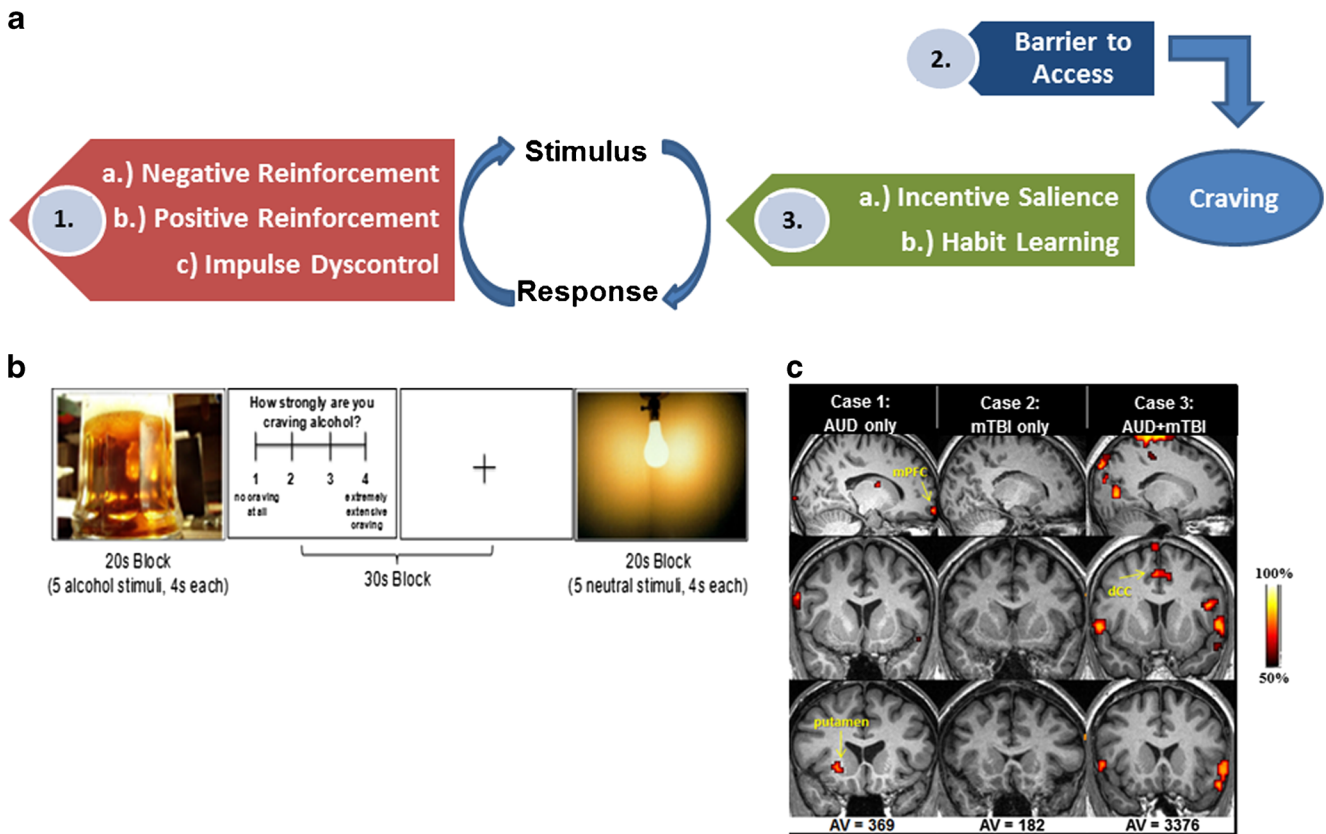 a
2.
Barrier to
Access
Craving
1.
a.) Negative Reinforcement
b.) Positive Reinforcement
c) Impulse Dyscontrol
Stimulus
Response
3.
a.) Incentive Salience
b.) Habit Learning
b
How strongly are you
craving alcohol?
1 2 3 4
no oraving
at all
extremely
extensive
oraving
20s Block
(5 alcohol stimuli, 4s each)
30s Block
20s Block
(5 neutral stimuli, 4s each)
c
Case 1:
AUD only
Case 2:
mTBI only
Case 3:
AUD+mTBI
mPFC
dCC
putamen
100%
50%
AV = 369
AV = 182
AV = 3376